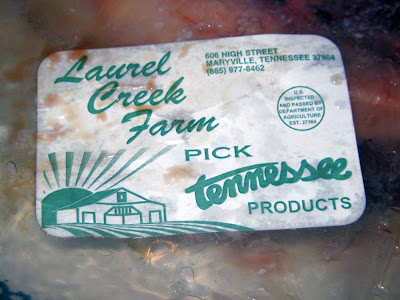 Laurel
Creek
Farm
606 HIGH STREET
MARYVILLE, TENNESSEE 37804
(865) 977-8462
U.S.
INSPECTED
AND PASSED BY
DEPARTMENT OF
AGRICULTURE
EST. 27364
PICK
tennessee
PRODUCTS